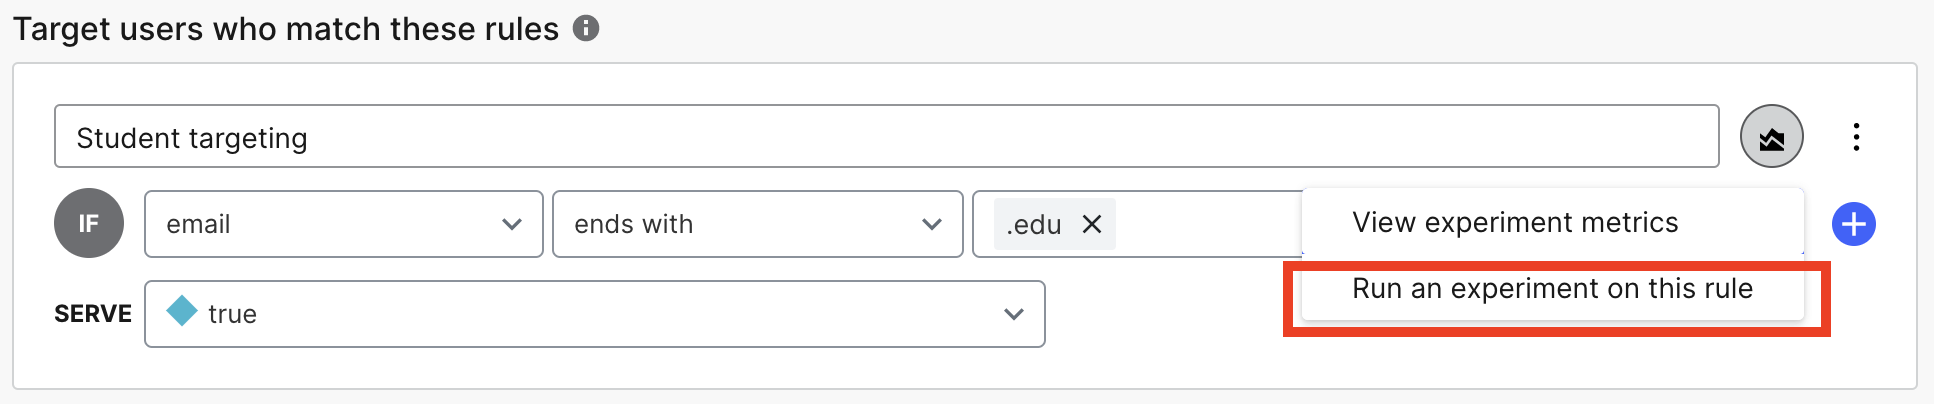 Target users who match these rules
Student targeting
IF email ends with .edu
View experiment metrics
Run an experiment on this rule
SERVE true